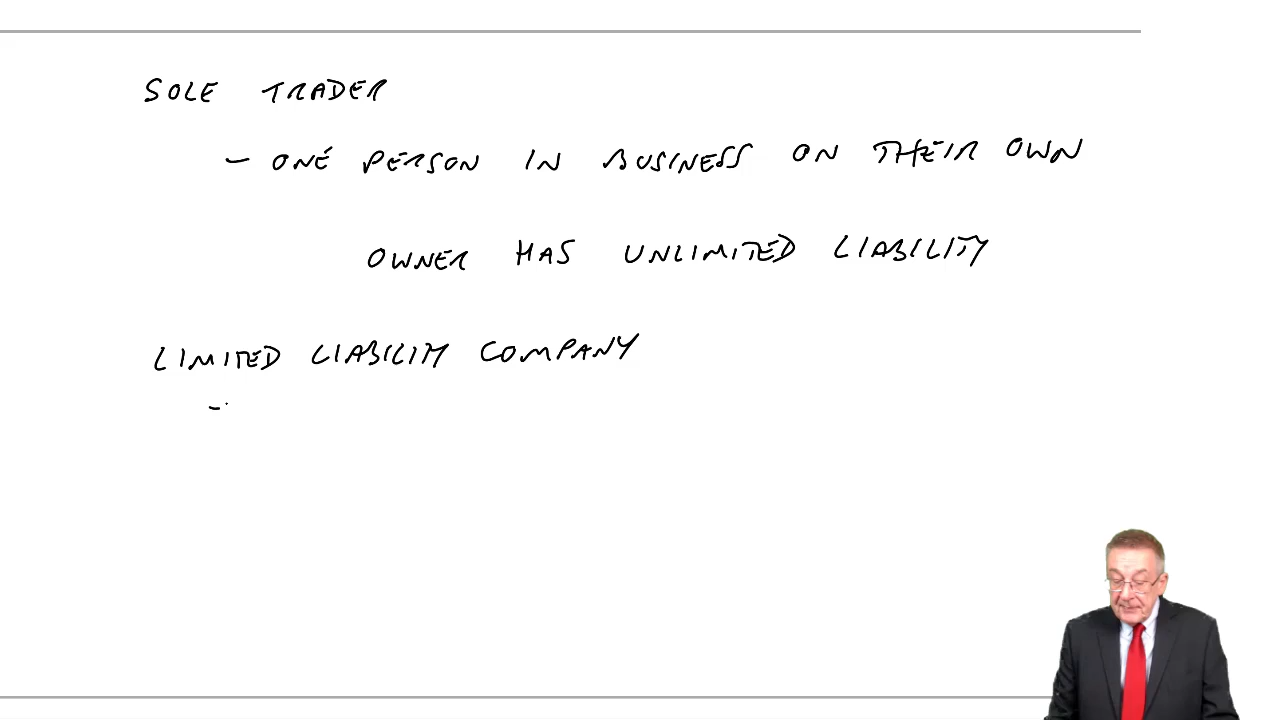 SOLE TRADER
- ONE PERSON IN BUSINESS ON THEIR OWN
OWNER HAS UNLIMITED LIABILITY
LIMITED LIABILITY COMPANY
-